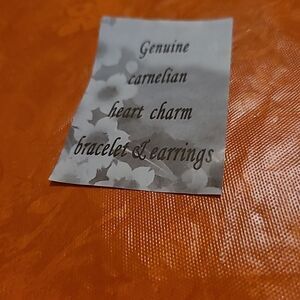 Genuine
carnelian
heart charm
bracelet & earrings